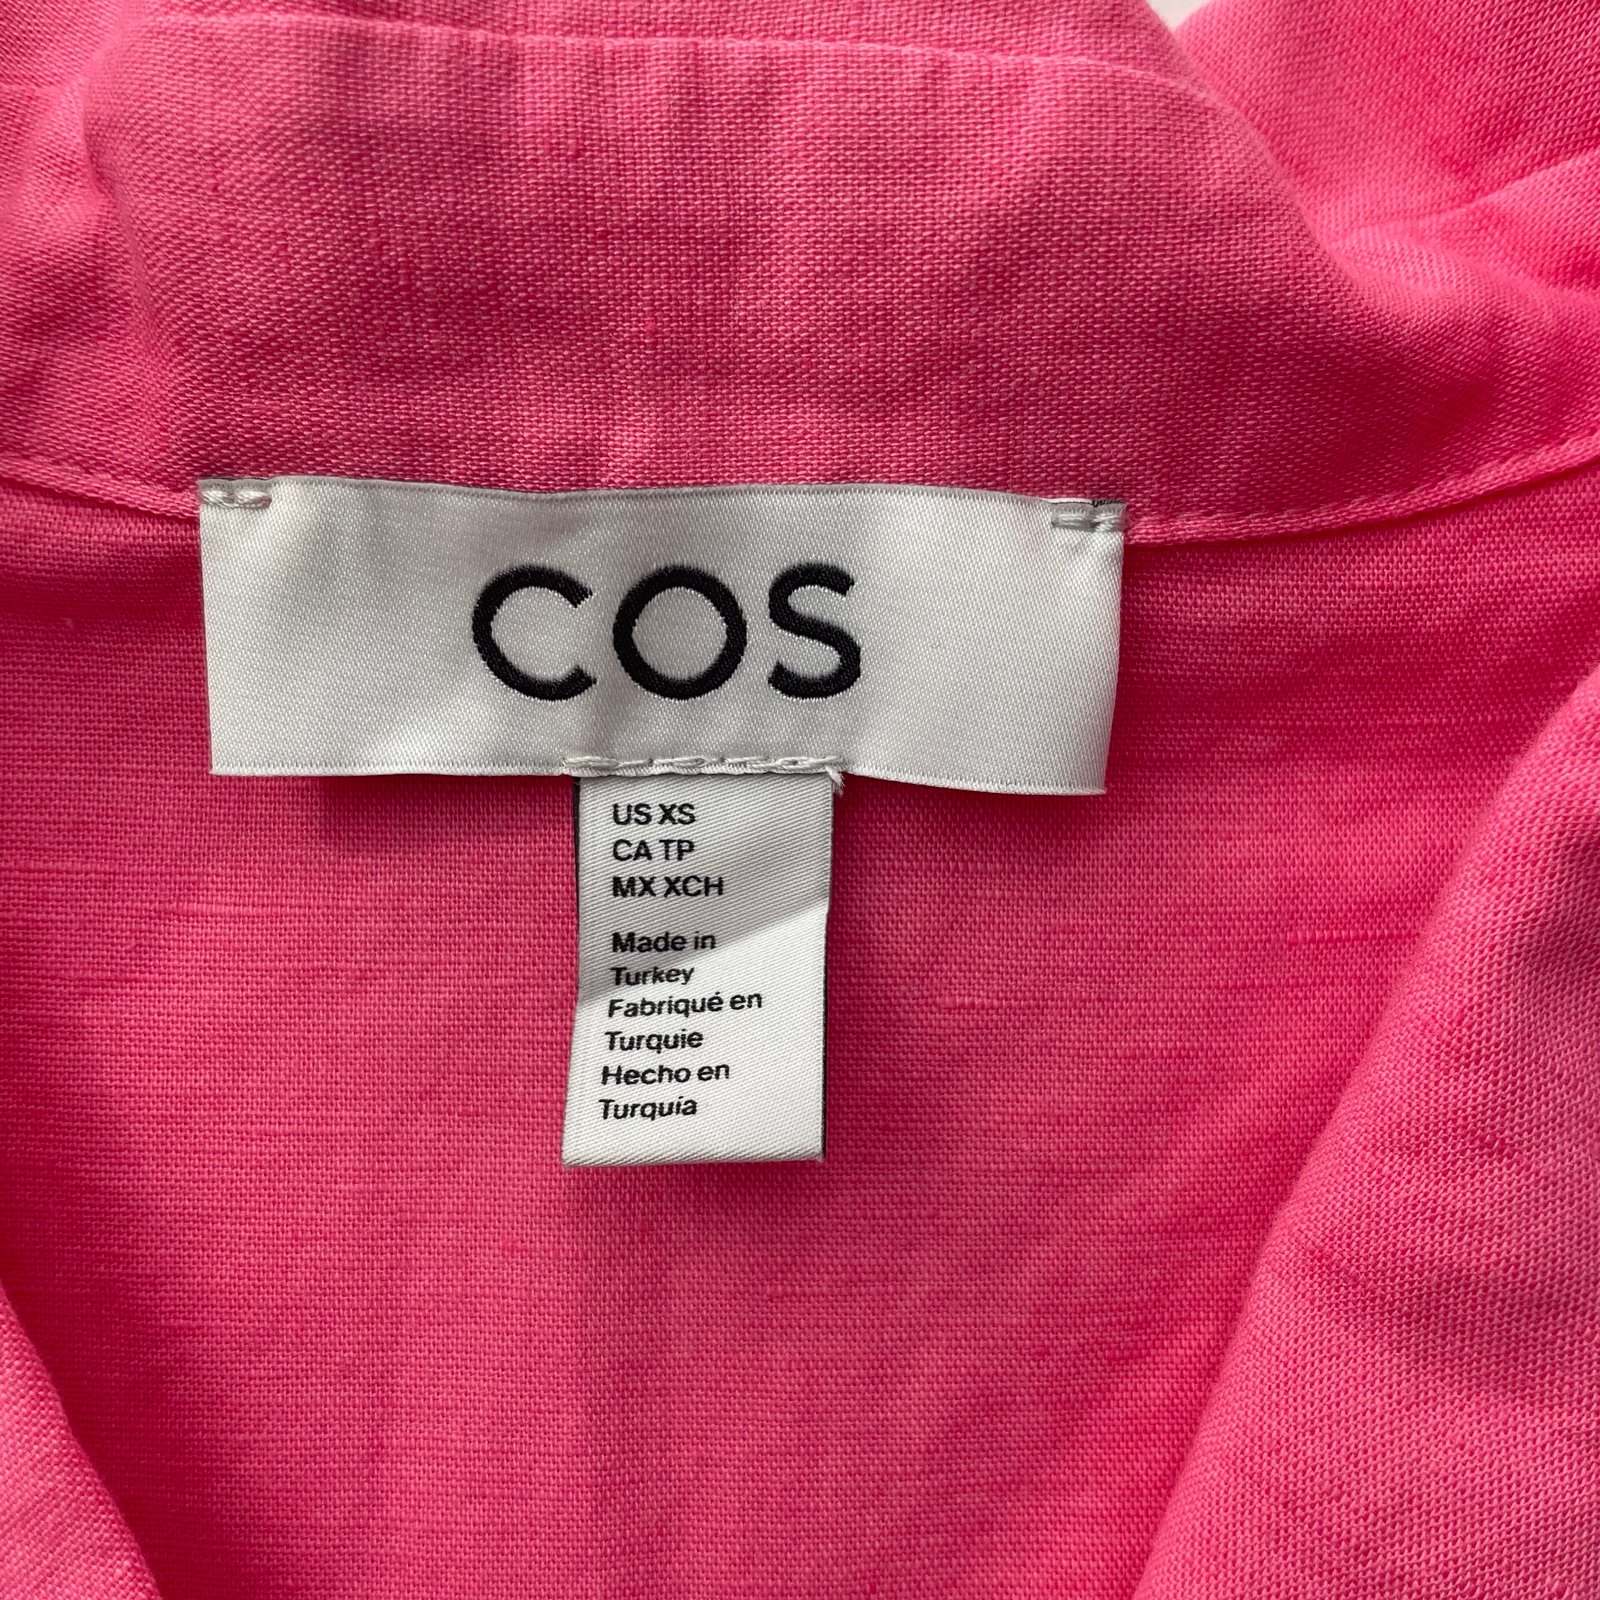 COS
US XS
CA TP
MX XCH
Made in
Turkey
Fabriqué en
Turquie
Hecho en
Turquía